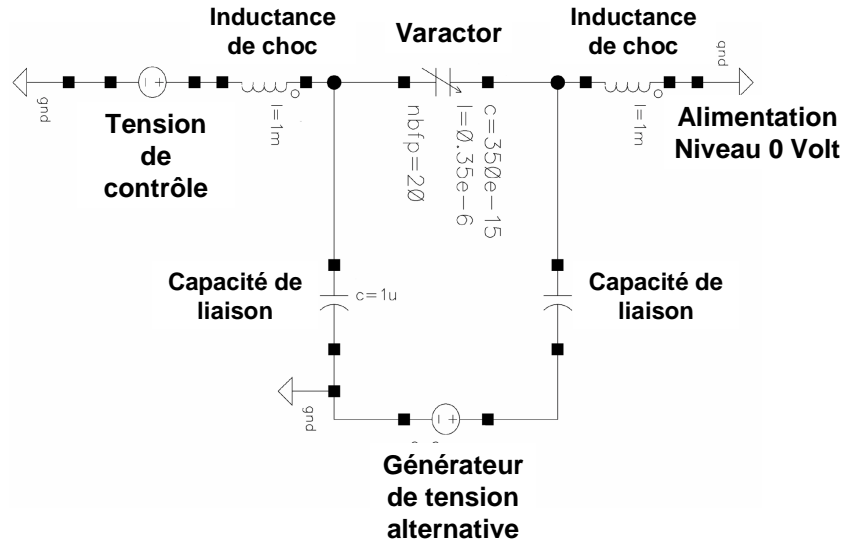 Inductance
de choc
Varactor
Inductance
de choc
gnd
gnd
l=1m
l=1m
Tension
de
contrôle
nbfp=20
l=0.35e-6
c=350e-15
Alimentation
Niveau 0 Volt
Capacité de
liaison
c=1u
Capacité de
liaison
gnd
Générateur
de tension
alternative